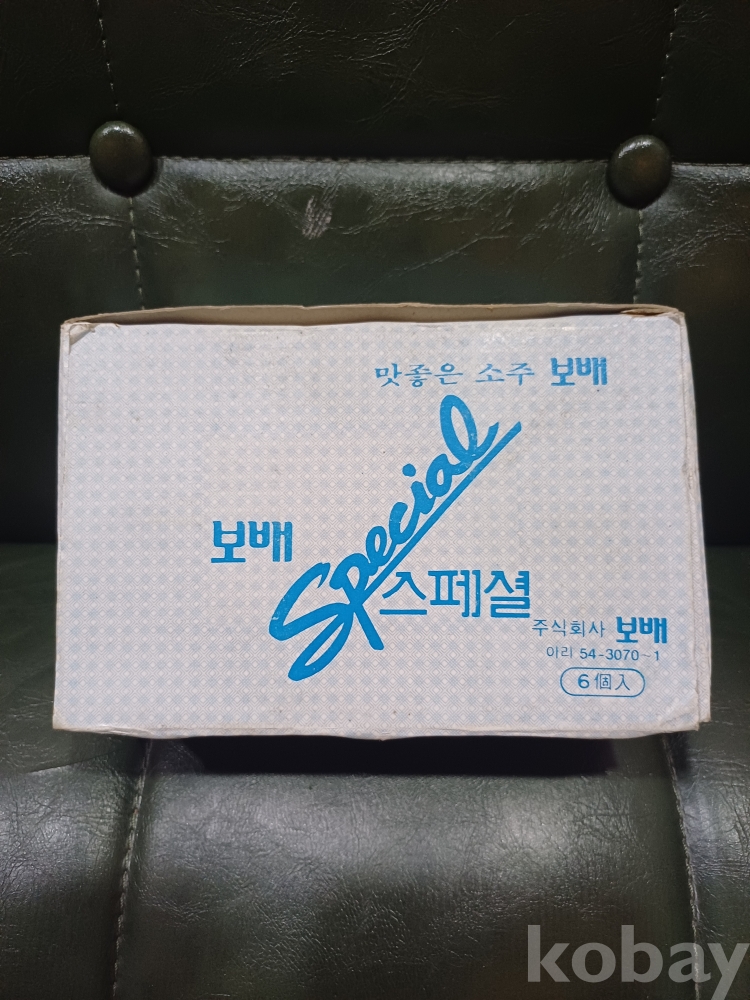 맛좋은 소주 보배
보배 Special 스페셜
주식회사 보배
아리 54-3070~1
6個入
kobay